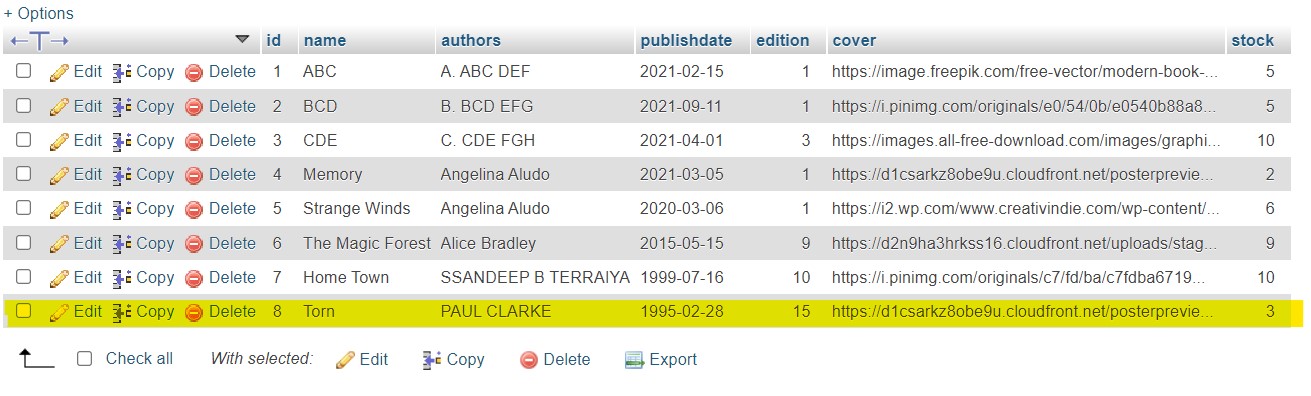 + Options
id name authors publishdate edition cover stock
Edit Copy Delete 1 ABC A. ABC DEF 2021-02-15 1 https://image.freepik.com/free-vector/modern-book-... 5
Edit Copy Delete 2 BCD B. BCD EFG 2021-09-11 1 https://i.pinimg.com/originals/e0/54/0b/e0540b88a8... 5
Edit Copy Delete 3 CDE C. CDE FGH 2021-04-01 3 https://images.all-free-download.com/images/graphi... 10
Edit Copy Delete 4 Memory Angelina Aludo 2021-03-05 1 https://d1csarkz8obe9u.cloudfront.net/posterprevie... 2
Edit Copy Delete 5 Strange Winds Angelina Aludo 2020-03-06 1 https://i2.wp.com/www.creativindie.com/wp-content/... 6
Edit Copy Delete 6 The Magic Forest Alice Bradley 2015-05-15 9 https://d2n9ha3hrkss16.cloudfront.net/uploads/stag... 9
Edit Copy Delete 7 Home Town SSANDEEP B TERRAIYA 1999-07-16 10 https://i.pinimg.com/originals/c7/fd/ba/c7fdba6719... 10
Edit Copy Delete 8 Torn PAUL CLARKE 1995-02-28 15 https://d1csarkz8obe9u.cloudfront.net/posterprevie... 3
Check all With selected: Edit Copy Delete Export